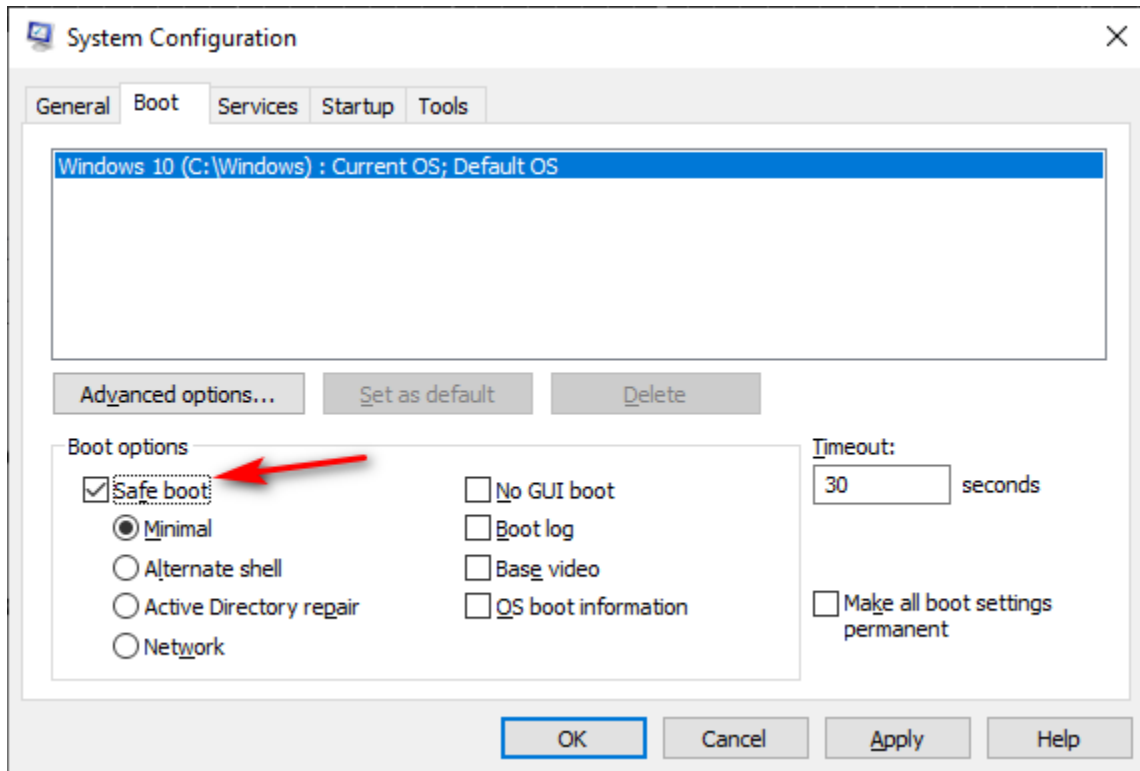 System Configuration
General Boot Services Startup Tools
Windows 10 (C:\Windows) : Current OS; Default OS
Advanced options... Set as default Delete
Boot options
Timeout:
Safe boot No GUI boot 30 seconds
Minimal Boot log
Alternate shell Base video
Active Directory repair OS boot information Make all boot settings
permanent
Network
OK Cancel Apply Help